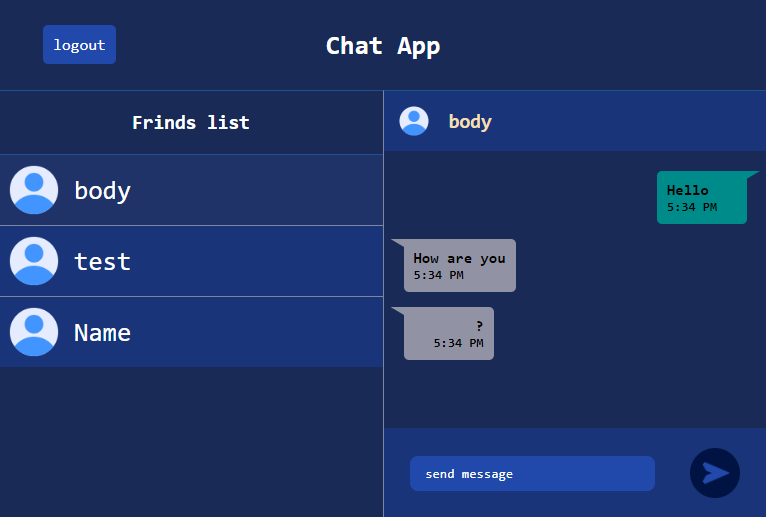 logout
Chat App
Frinds list
body
test
Name
body
Hello
5:34 PM
How are you
5:34 PM
?
5:34 PM
send message